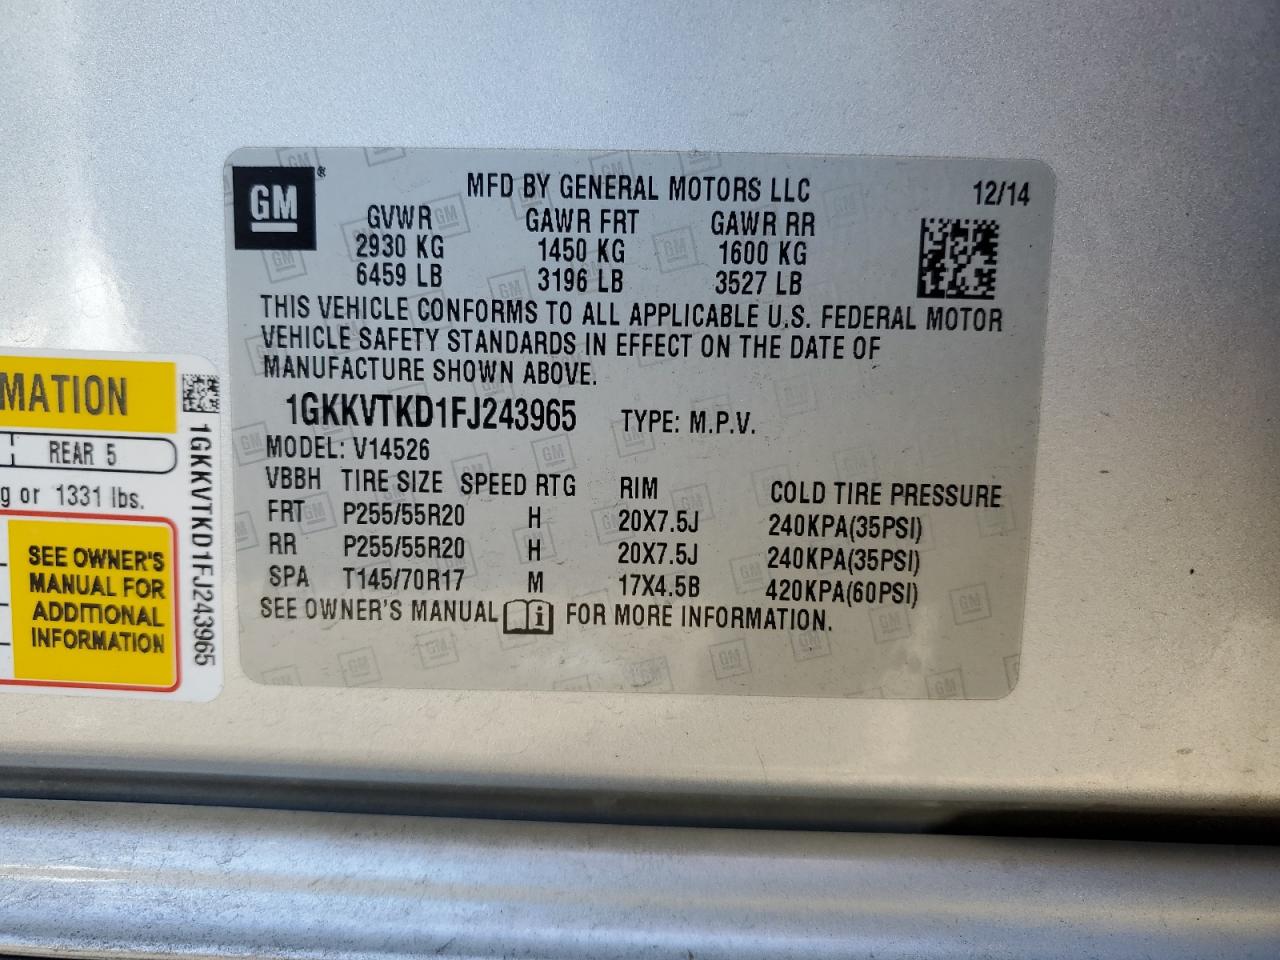 GM®
MFD BY GENERAL MOTORS LLC 12/14
GVWR GAWR FRT GAWR RR
2930 KG 1450 KG 1600 KG
6459 LB 3196 LB 3527 LB
THIS VEHICLE CONFORMS TO ALL APPLICABLE U.S. FEDERAL MOTOR
VEHICLE SAFETY STANDARDS IN EFFECT ON THE DATE OF
MANUFACTURE SHOWN ABOVE.
1GKKVTKD1FJ243965 TYPE: M.P.V.
MODEL: V14526
VBBH TIRE SIZE SPEED RTG RIM COLD TIRE PRESSURE
FRT P255/55R20 H 20X7.5J 240KPA(35PSI)
RR P255/55R20 H 20X7.5J 240KPA(35PSI)
SPA T145/70R17 M 17X4.5B 420KPA(60PSI)
SEE OWNER'S MANUAL i FOR MORE INFORMATION.
MATION
REAR 5
g or 1331 lbs.
SEE OWNER'S
MANUAL FOR
ADDITIONAL
INFORMATION
1GKKVTKD1FJ243965